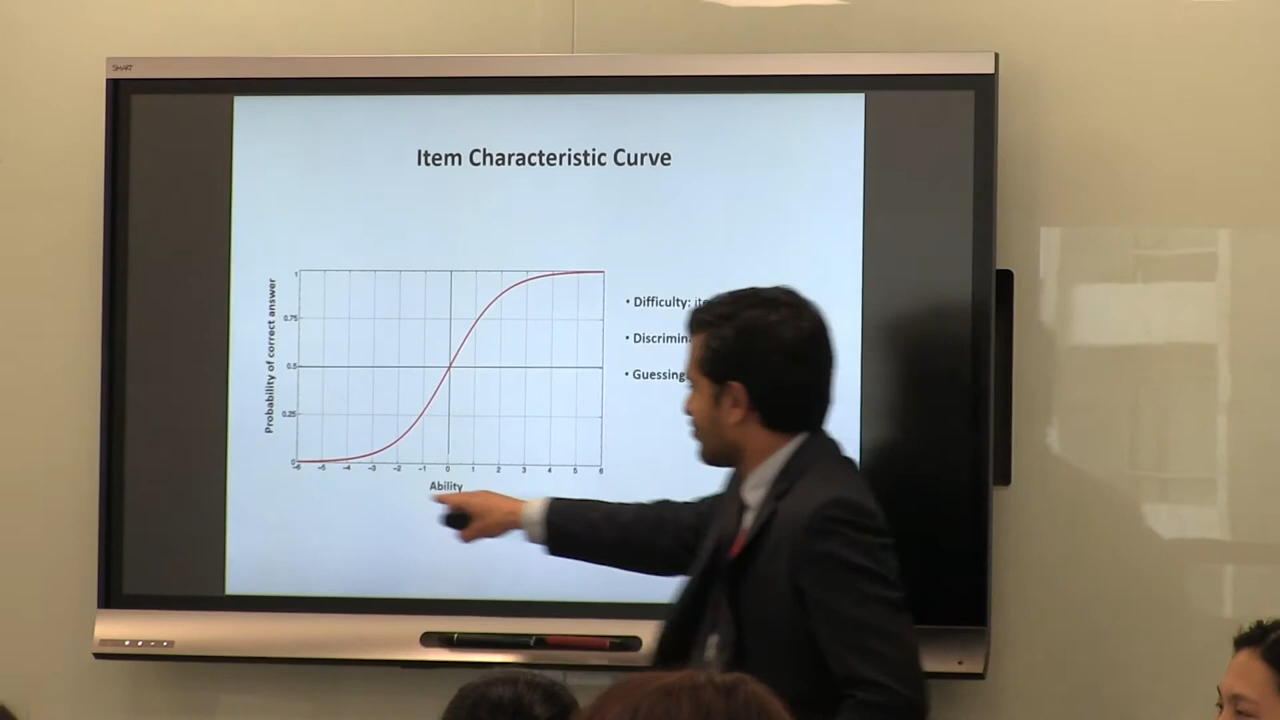 SMART
Item Characteristic Curve
Probability of correct answer
1
0.75
0.5
0.25
0
-6 -5 -4 -3 -2 -1 0 1 2 3 4 5 6
Ability
• Difficulty:
• 
• Guessing